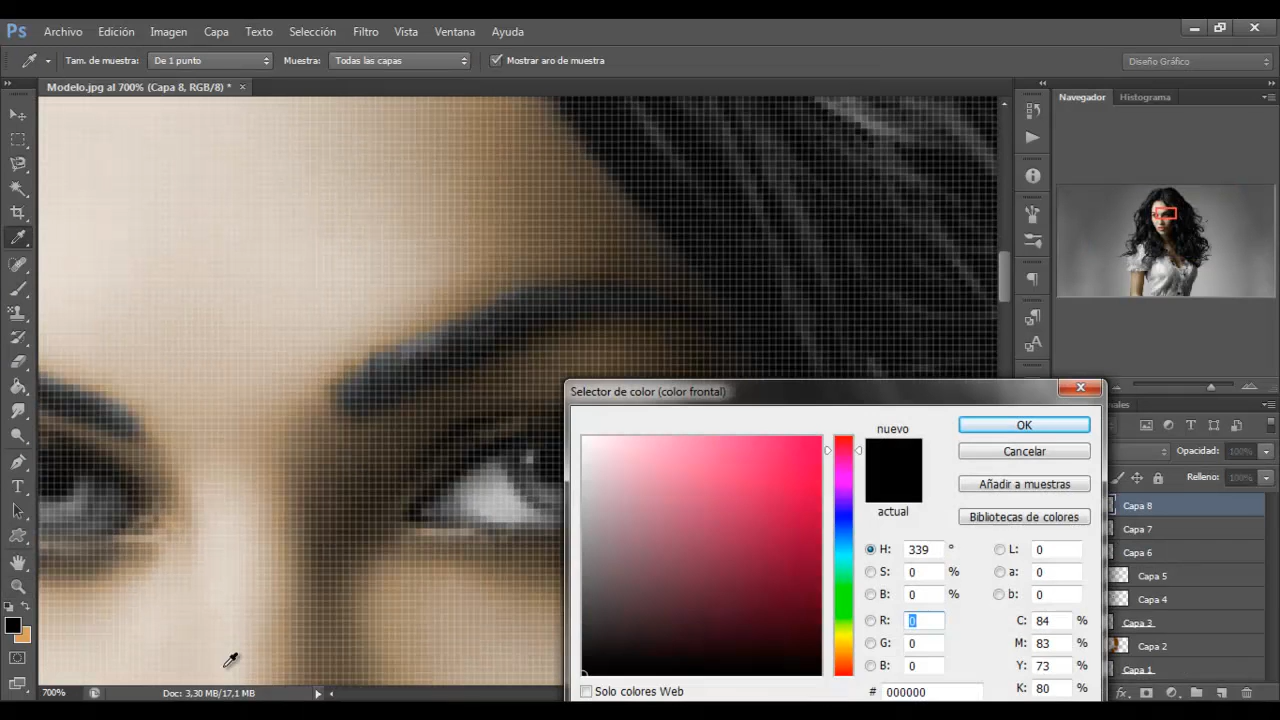 Ps Archivo Edición Imagen Capa Texto Selección Filtro Vista Ventana Ayuda
Tam. de muestra: De 1 punto Muestra: Todas las capas Mostrar aro de muestra Diseño Gráfico
Modelo.jpg al 700% (Capa 8, RGB/8) *
Navegador Histograma
Selector de color (color frontal)
nuevo
actual
OK
Cancelar
Añadir a muestras
Bibliotecas de colores
H: 339 ° L: 0
S: 0 % a: 0
B: 0 % b: 0
R: 0 C: 84 %
G: 0 M: 83 %
B: 0 Y: 73 %
K: 80 %
Solo colores Web # 000000
Opacidad: 100%
Relleno: 100%
Capa 8
Capa 7
Capa 6
Capa 5
Capa 4
Capa 3
Capa 2
Capa 1
700% Doc: 3,30 MB/17,1 MB